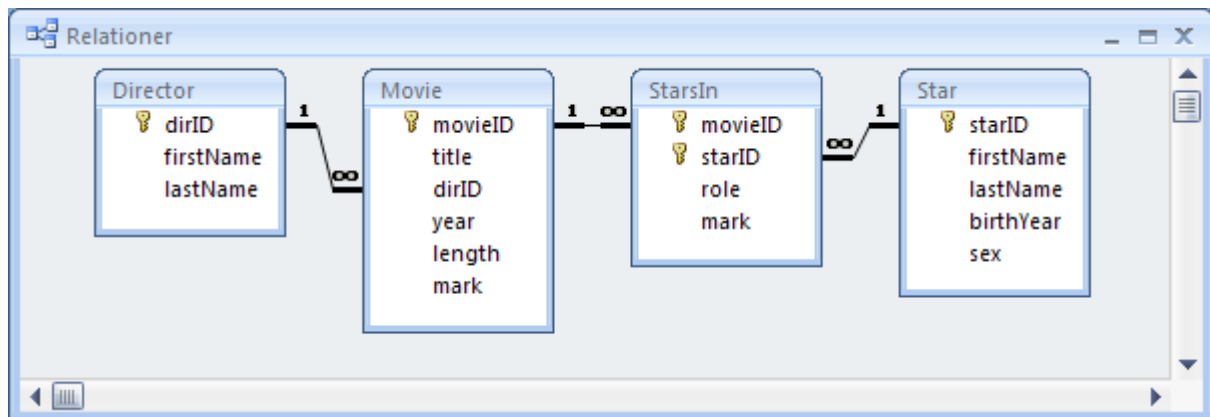 Relationer
Director
dirID
firstName
lastName
1
∞
Movie
movieID
title
dirID
year
length
mark
1
∞
StarsIn
movieID
starID
role
mark
∞
1
Star
starID
firstName
lastName
birthYear
sex